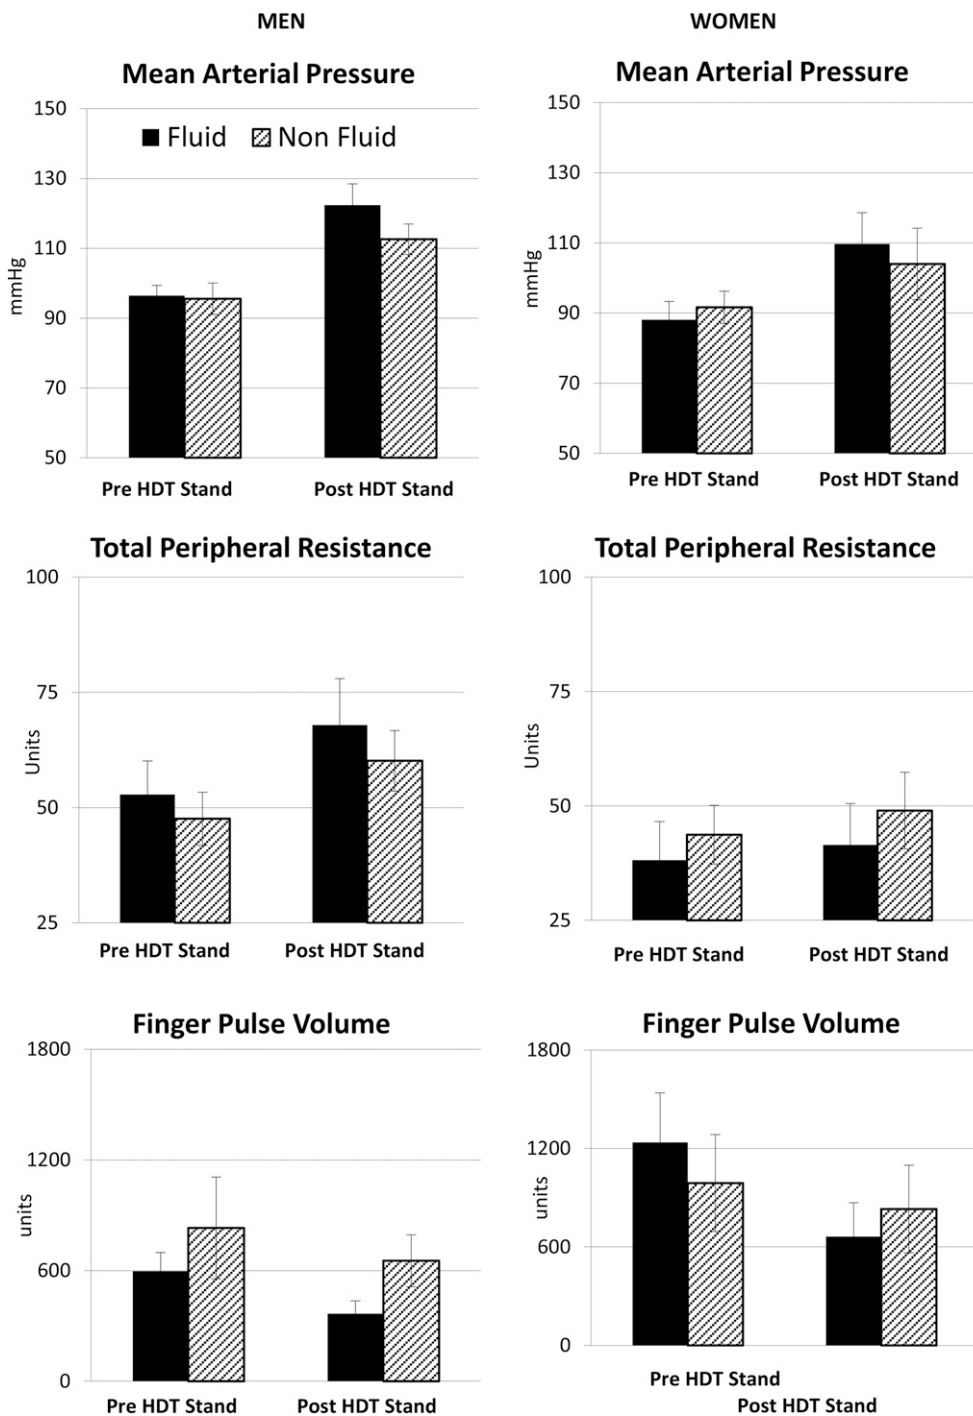 MEN
WOMEN
Mean Arterial Pressure
Mean Arterial Pressure
150
130
110
90
70
50
mmHg
Fluid Non Fluid
Pre HDT Stand Post HDT Stand
150
130
110
90
70
50
mmHg
Pre HDT Stand Post HDT Stand
Total Peripheral Resistance
Total Peripheral Resistance
100
75
50
25
Units
Pre HDT Stand Post HDT Stand
100
75
50
25
Units
Pre HDT Stand Post HDT Stand
Finger Pulse Volume
Finger Pulse Volume
1800
1200
600
0
units
Pre HDT Stand Post HDT Stand
1800
1200
600
0
units
Pre HDT Stand
Post HDT Stand